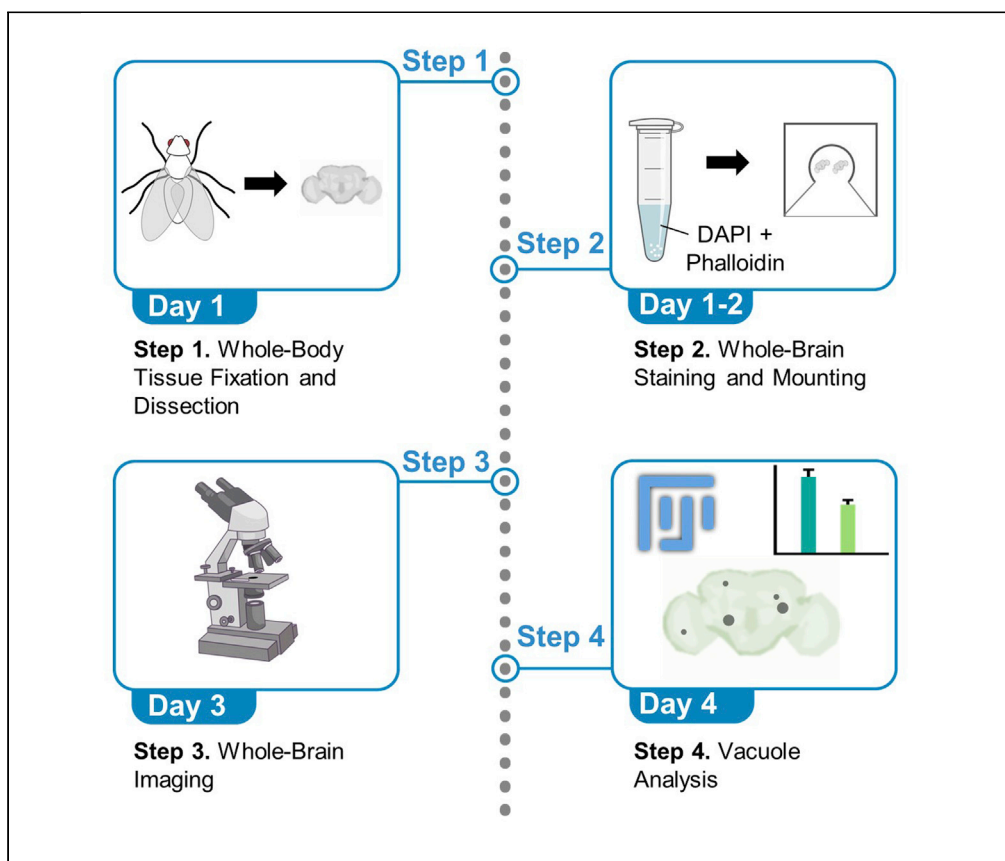 Step 1
Day 1
Step 1. Whole-Body
Tissue Fixation and
Dissection
Step 2
DAPI +
Phalloidin
Day 1-2
Step 2. Whole-Brain
Staining and Mounting
Step 3
Day 3
Step 3. Whole-Brain
Imaging
Step 4
Day 4
Step 4. Vacuole
Analysis